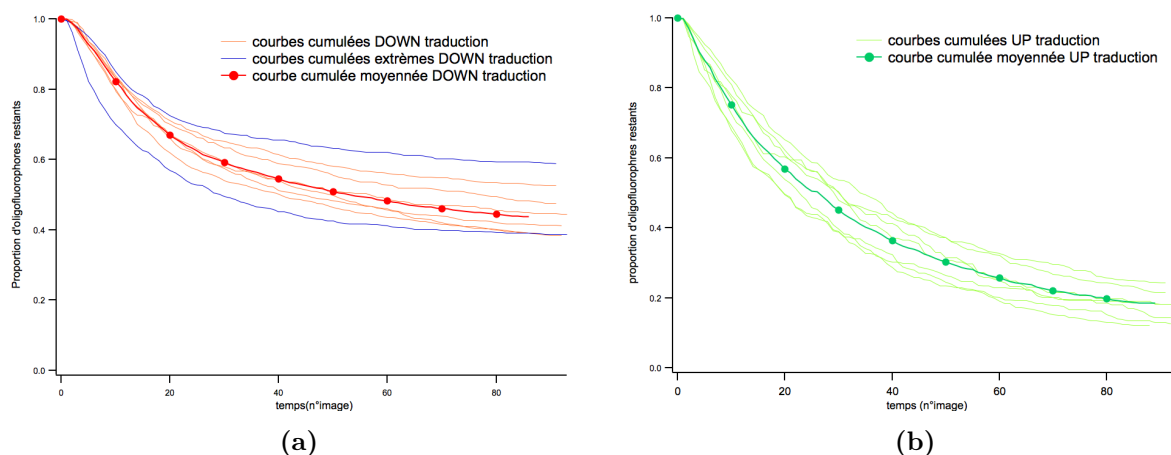 courbes cumulées DOWN traduction
courbes cumulées extrèmes DOWN traduction
courbe cumulée moyennée DOWN traduction
Proportion d'oligofluorophores restants
1.0
0.8
0.6
0.4
0.2
0.0
0
20
40
60
80
temps(n°image)
(a)
courbes cumulées UP traduction
courbe cumulée moyennée UP traduction
proportion d'oligofluorophres restants
1.0
0.8
0.6
0.4
0.2
0.0
0
20
40
60
80
temps (n°image)
(b)